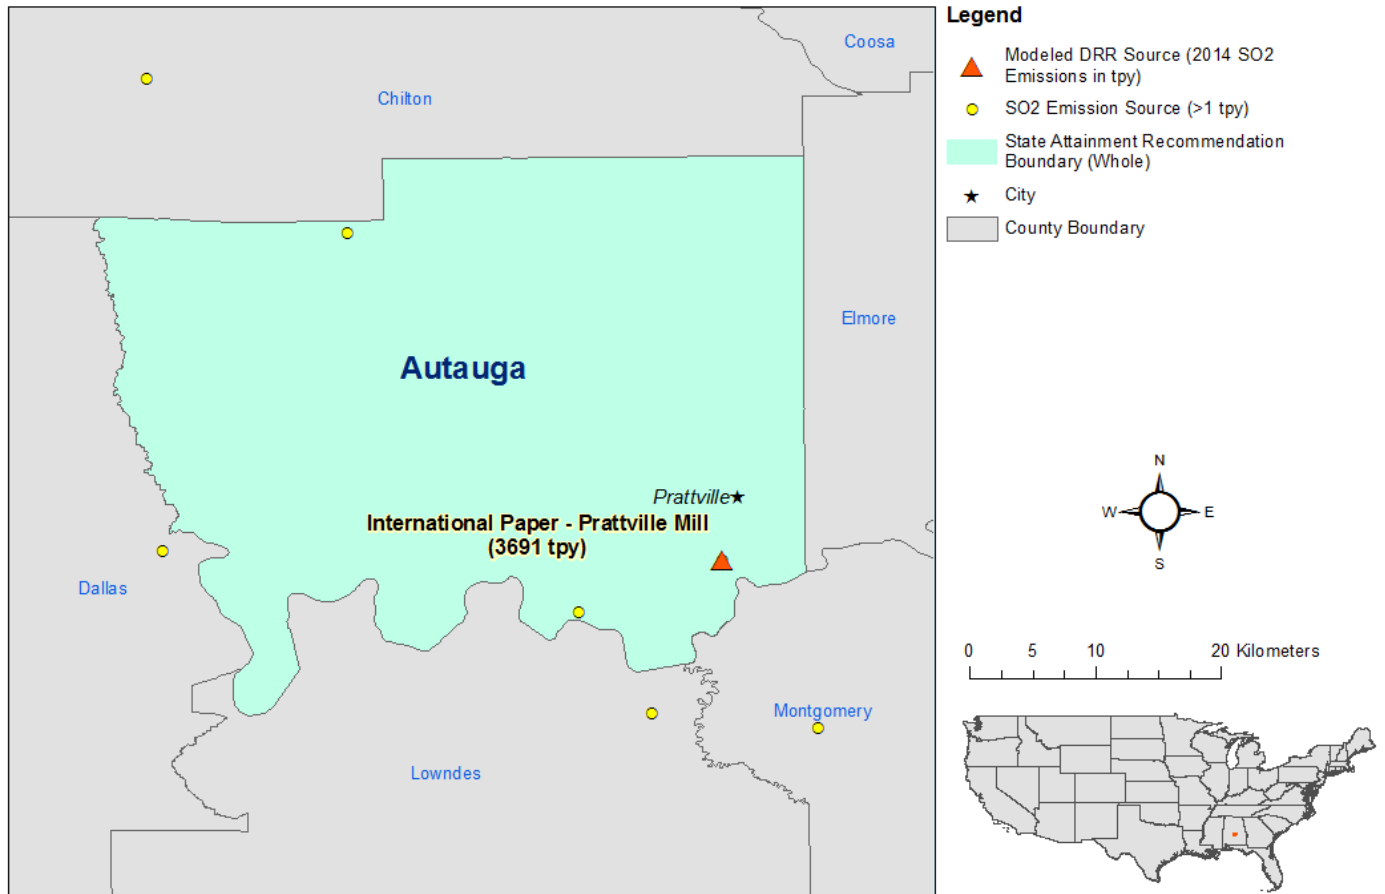 Coosa
Chilton
Elmore
Autauga
Prattville
International Paper - Prattville Mill
(3691 tpy)
Dallas
Montgomery
Lowndes
Legend
Modeled DRR Source (2014 SO2
Emissions in tpy)
SO2 Emission Source (>1 tpy)
State Attainment Recommendation
Boundary (Whole)
City
County Boundary
N
W
E
S
0 5 10 20 Kilometers